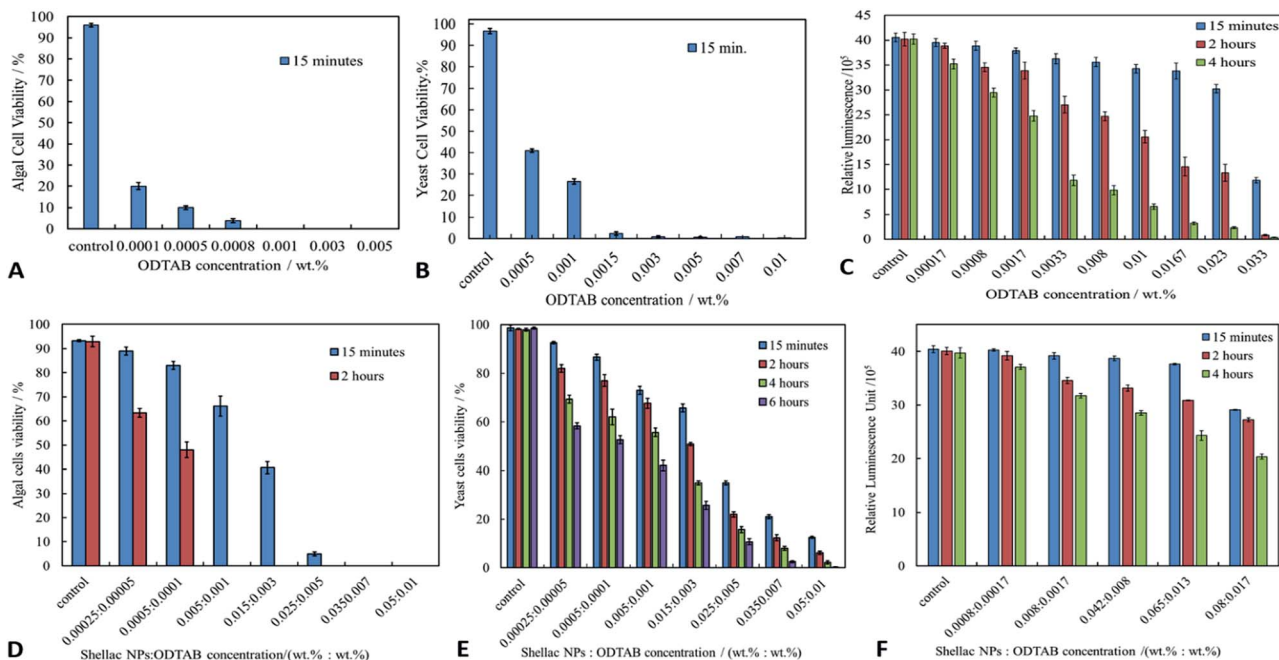 100
90
80
70
60
50
40
30
20
10
0
Algal Cell Viability / %
15 minutes
control 0.0001 0.0005 0.0008 0.001 0.003 0.005
ODTAB concentration / wt.%
A
100
90
80
70
60
50
40
30
20
10
0
Yeast Cell Viability.%
15 min.
control 0.0005 0.001 0.0015 0.003 0.005 0.007 0.01
ODTAB concentration / wt.%
B
45
40
35
30
25
20
15
10
5
0
Relative luminescence /10⁵
15 minutes
2 hours
4 hours
control 0.00017 0.0008 0.0017 0.0033 0.008 0.01 0.0167 0.023 0.033
ODTAB concentration / wt.%
C
100
90
80
70
60
50
40
30
20
10
0
Algal cells viability / %
15 minutes
2 hours
control 0.00025:0.00005 0.0005:0.0001 0.005:0.001 0.015:0.003 0.025:0.005 0.0350:007 0.05:0.01
Shellac NPs:ODTAB concentration/(wt.% : wt.%)
D
100
80
60
40
20
0
Yeast cells viability / %
15 minutes
2 hours
4 hours
6 hours
control 0.00025:0.00005 0.0005:0.0001 0.005:0.001 0.015:0.003 0.025:0.005 0.0350:007 0.05:0.01
Shellac NPs : ODTAB concentration / (wt.% : wt.%)
E
40
30
20
10
0
Relative Luminescence Unit /10⁵
15 minutes
2 hours
4 hours
control 0.0008:0.00017 0.008:0.0017 0.042:0.008 0.065:0.013 0.08:0.017
Shellac NPs : ODTAB concentration /(wt.% : wt.%)
F